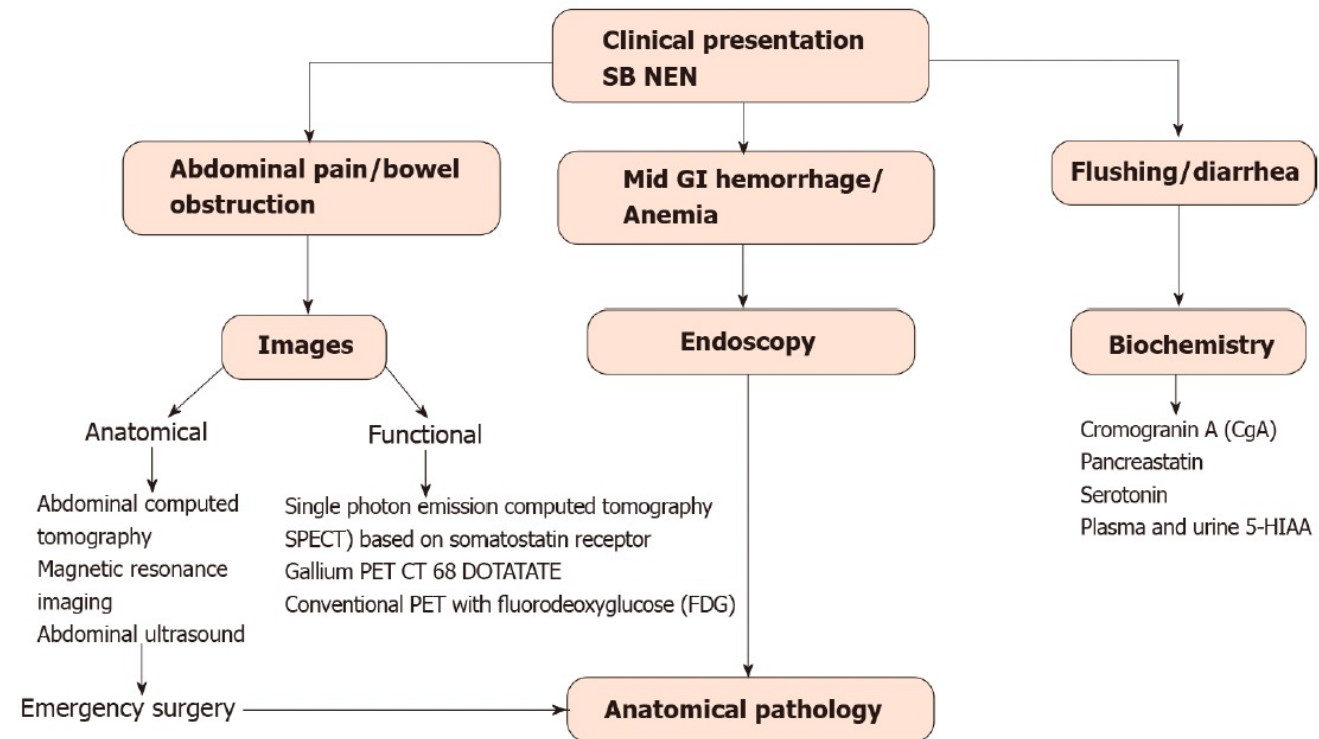 Clinical presentation
SB NEN
Abdominal pain/bowel
obstruction
Mid GI hemorrhage/
Anemia
Flushing/diarrhea
Images
Endoscopy
Biochemistry
Anatomical
Functional
Abdominal computed
tomography
Magnetic resonance
imaging
Abdominal ultrasound
Single photon emission computed tomography
SPECT) based on somatostatin receptor
Gallium PET CT 68 DOTATATE
Conventional PET with fluorodeoxyglucose (FDG)
Cromogranin A (CgA)
Pancreastatin
Serotonin
Plasma and urine 5-HIAA
Emergency surgery
Anatomical pathology